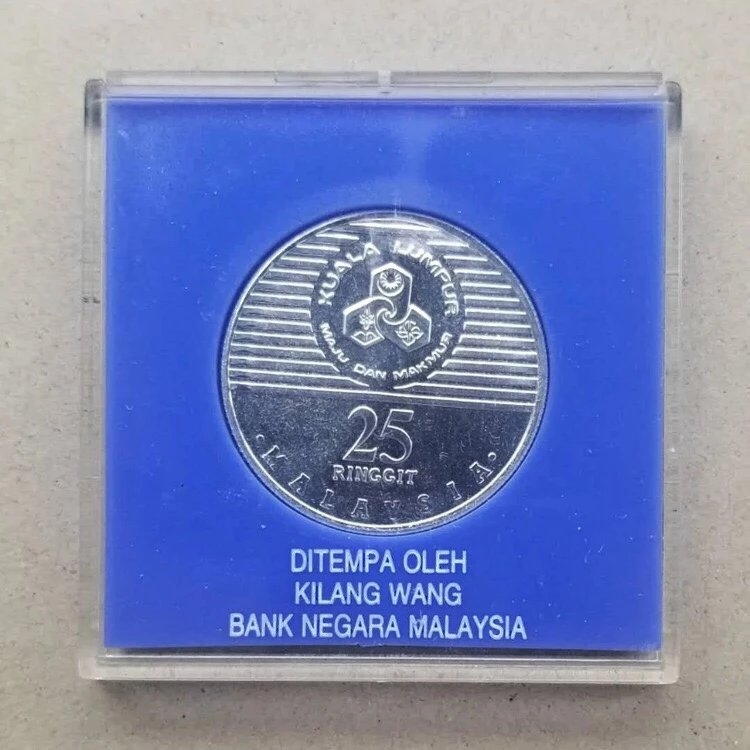 KUALA LUMPUR
MAJU DAN MAKMUR
25
RINGGIT
• MALAYSIA •
DITEMPA OLEH
KILANG WANG
BANK NEGARA MALAYSIA